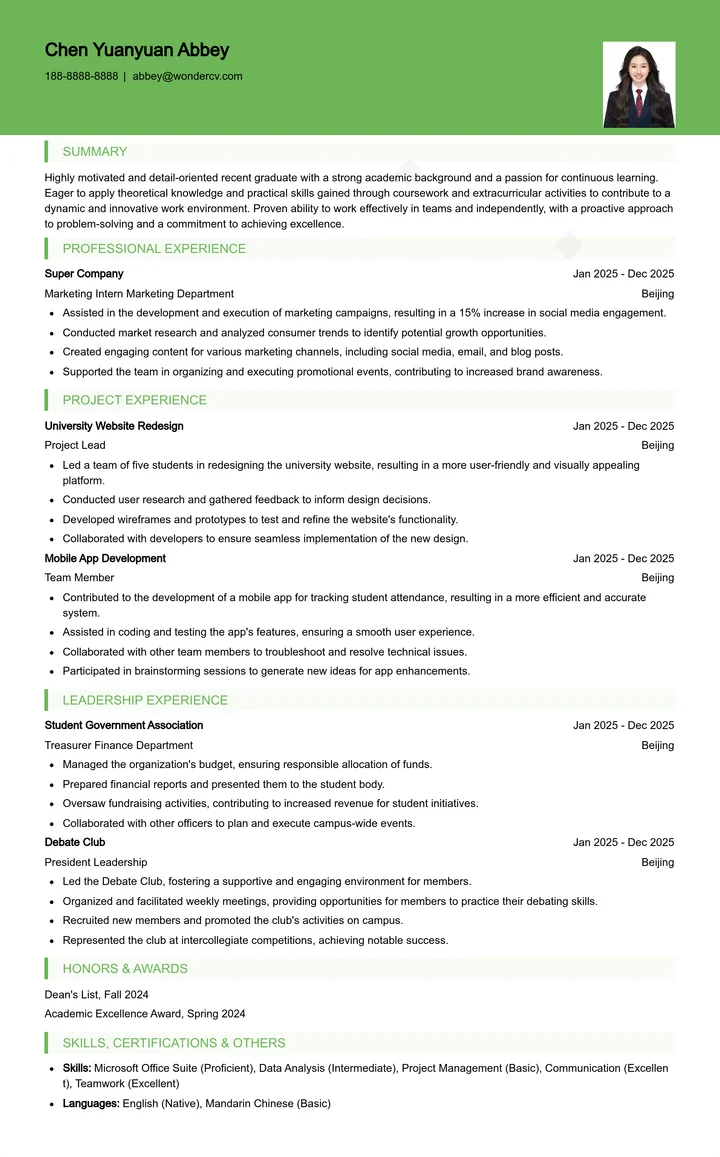 Chen Yuanyuan Abbey
188-8888-8888 | abbey@wondercv.com
SUMMARY
Highly motivated and detail-oriented recent graduate with a strong academic background and a passion for continuous learning.
Eager to apply theoretical knowledge and practical skills gained through coursework and extracurricular activities to contribute to a
dynamic and innovative work environment. Proven ability to work effectively in teams and independently, with a proactive approach
to problem-solving and a commitment to achieving excellence.
PROFESSIONAL EXPERIENCE
Super Company Jan 2025 - Dec 2025
Marketing Intern Marketing Department Beijing
• Assisted in the development and execution of marketing campaigns, resulting in a 15% increase in social media engagement.
• Conducted market research and analyzed consumer trends to identify potential growth opportunities.
• Created engaging content for various marketing channels, including social media, email, and blog posts.
• Supported the team in organizing and executing promotional events, contributing to increased brand awareness.
PROJECT EXPERIENCE
University Website Redesign Jan 2025 - Dec 2025
Project Lead Beijing
• Led a team of five students in redesigning the university website, resulting in a more user-friendly and visually appealing
platform.
• Conducted user research and gathered feedback to inform design decisions.
• Developed wireframes and prototypes to test and refine the website's functionality.
• Collaborated with developers to ensure seamless implementation of the new design.
Mobile App Development Jan 2025 - Dec 2025
Team Member Beijing
• Contributed to the development of a mobile app for tracking student attendance, resulting in a more efficient and accurate
system.
• Assisted in coding and testing the app's features, ensuring a smooth user experience.
• Collaborated with other team members to troubleshoot and resolve technical issues.
• Participated in brainstorming sessions to generate new ideas for app enhancements.
LEADERSHIP EXPERIENCE
Student Government Association Jan 2025 - Dec 2025
Treasurer Finance Department Beijing
• Managed the organization's budget, ensuring responsible allocation of funds.
• Prepared financial reports and presented them to the student body.
• Oversaw fundraising activities, contributing to increased revenue for student initiatives.
• Collaborated with other officers to plan and execute campus-wide events.
Debate Club Jan 2025 - Dec 2025
President Leadership Beijing
• Led the Debate Club, fostering a supportive and engaging environment for members.
• Organized and facilitated weekly meetings, providing opportunities for members to practice their debating skills.
• Recruited new members and promoted the club's activities on campus.
• Represented the club at intercollegiate competitions, achieving notable success.
HONORS & AWARDS
Dean's List, Fall 2024
Academic Excellence Award, Spring 2024
SKILLS, CERTIFICATIONS & OTHERS
• Skills: Microsoft Office Suite (Proficient), Data Analysis (Intermediate), Project Management (Basic), Communication (Excellen
t), Teamwork (Excellent)
• Languages: English (Native), Mandarin Chinese (Basic)